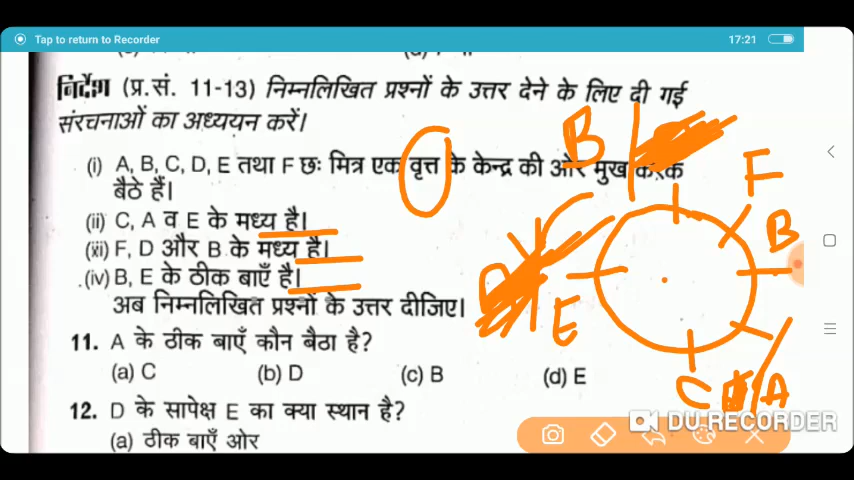 Tap to return to Recorder
17:21
निर्देश (प्र.सं. 11-13) निम्नलिखित प्रश्नों के उत्तर देने के लिए दी गई
संरचनाओं का अध्ययन करें।
(i) A, B, C, D, E तथा F छः मित्र एक वृत्त के केन्द्र की ओर मुख करके
बैठे हैं।
(ii) C, A व E के मध्य है।
(iii) F, D और B के मध्य है।
(iv) B, E के ठीक बाएँ है।
अब निम्नलिखित प्रश्नों के उत्तर दीजिए।
11. A के ठीक बाएँ कौन बैठा है?
(a) C (b) D (c) B (d) E
12. D के सापेक्ष E का क्या स्थान है?
(a) ठीक बाएँ ओर
B
F
B
E
C
A
DU RECORDER